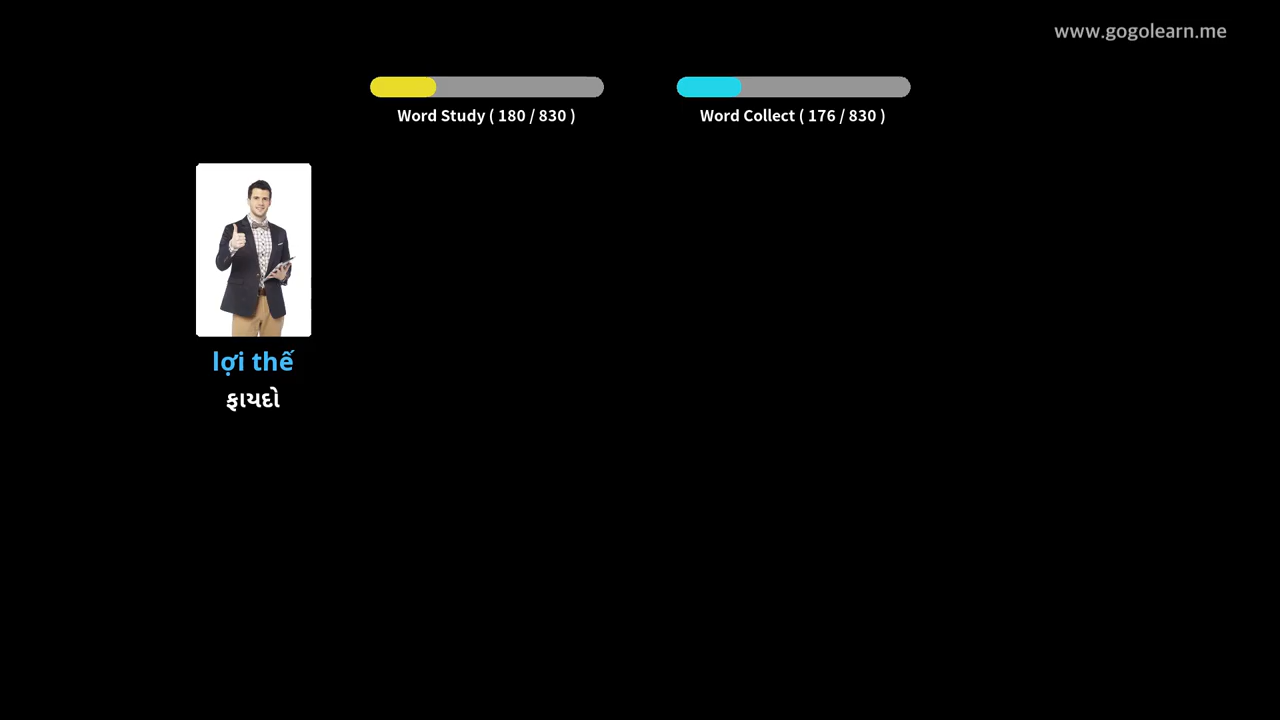 www.gogolearn.me
Word Study ( 180 / 830 )
Word Collect ( 176 / 830 )
lợi thế
ફાયદો